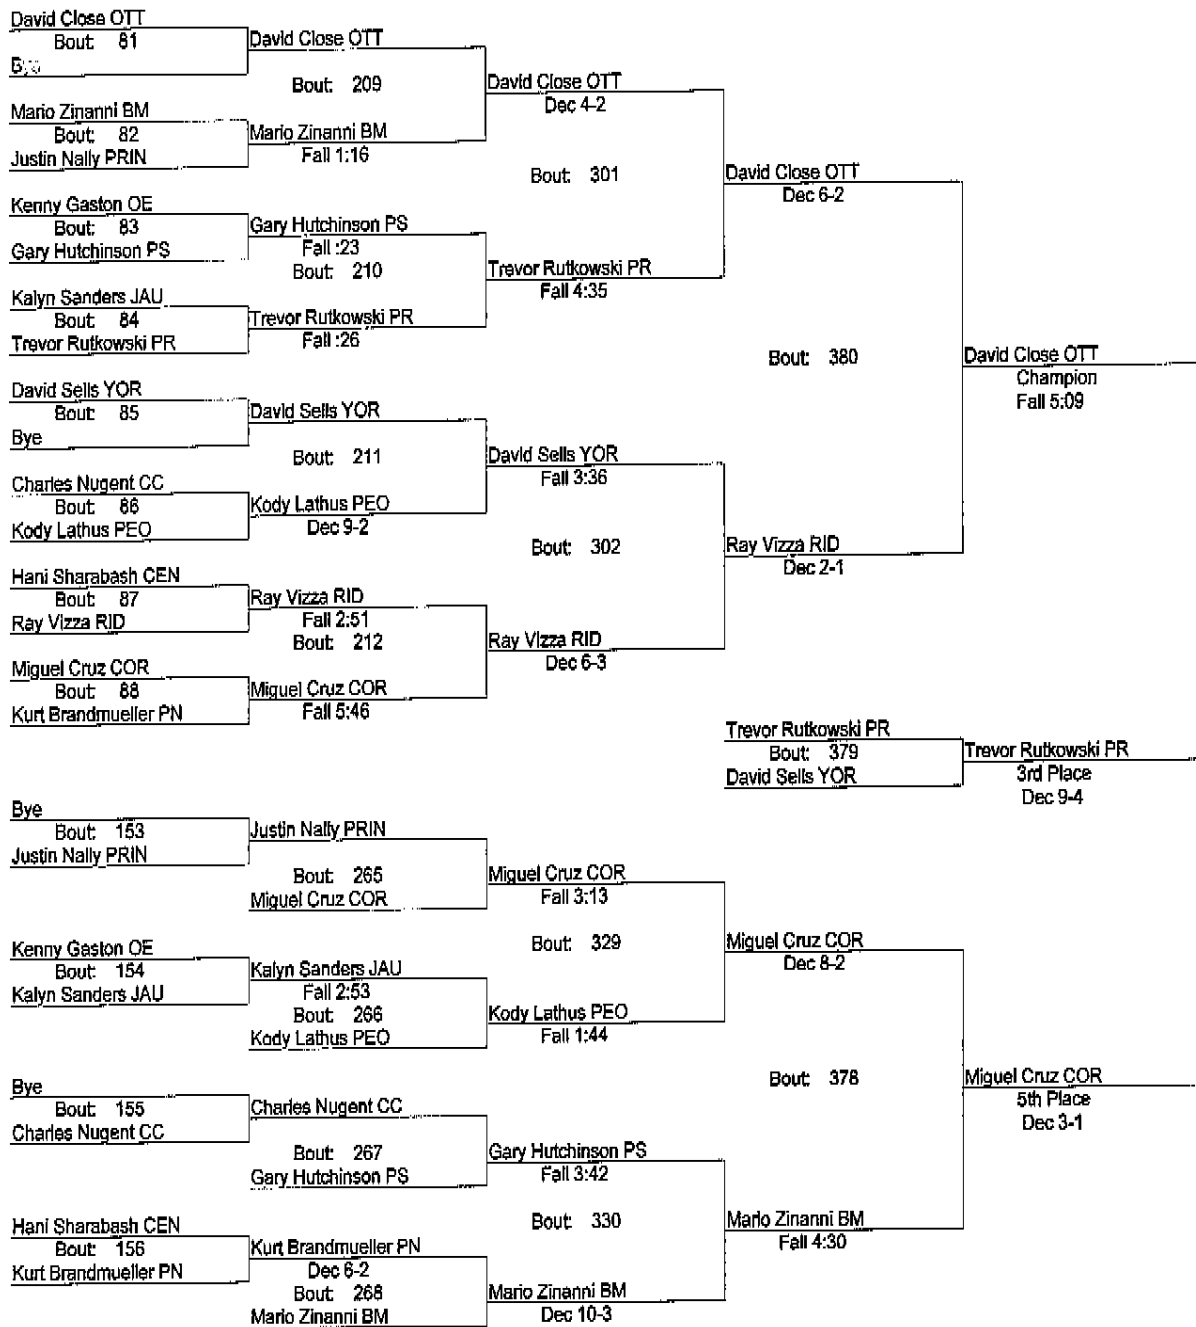 David Close OTT
Bout: 81
Bye
David Close OTT
Bout: 209
Mario Zinanni BM
Bout: 82
Justin Nally PRIN
Mario Zinanni BM
Fall 1:16
David Close OTT
Dec 4-2
Bout: 301
Kenny Gaston OE
Bout: 83
Gary Hutchinson PS
Gary Hutchinson PS
Fall :23
Bout: 210
Kalyn Sanders JAU
Bout: 84
Trevor Rutkowski PR
Trevor Rutkowski PR
Fall :26
Trevor Rutkowski PR
Fall 4:35
David Close OTT
Dec 6-2
Bout: 380
David Close OTT
Champion
Fall 5:09
David Sells YOR
Bout: 85
Bye
David Sells YOR
Bout: 211
Charles Nugent CC
Bout: 86
Kody Lathus PEO
Kody Lathus PEO
Dec 9-2
David Sells YOR
Fall 3:36
Bout: 302
Hani Sharabash CEN
Bout: 87
Ray Vizza RID
Ray Vizza RID
Fall 2:51
Bout: 212
Miguel Cruz COR
Bout: 88
Kurt Brandmueller PN
Miguel Cruz COR
Fall 5:46
Ray Vizza RID
Dec 6-3
Ray Vizza RID
Dec 2-1
Trevor Rutkowski PR
Bout: 379
David Sells YOR
Trevor Rutkowski PR
3rd Place
Dec 9-4
Bye
Bout: 153
Justin Nally PRIN
Justin Nally PRIN
Bout: 265
Miguel Cruz COR
Miguel Cruz COR
Fall 3:13
Bout: 329
Kenny Gaston OE
Bout: 154
Kalyn Sanders JAU
Kalyn Sanders JAU
Fall 2:53
Bout: 266
Kody Lathus PEO
Kody Lathus PEO
Fall 1:44
Miguel Cruz COR
Dec 8-2
Bout: 378
Miguel Cruz COR
5th Place
Dec 3-1
Bye
Bout: 155
Charles Nugent CC
Charles Nugent CC
Bout: 267
Gary Hutchinson PS
Gary Hutchinson PS
Fall 3:42
Bout: 330
Hani Sharabash CEN
Bout: 156
Kurt Brandmueller PN
Kurt Brandmueller PN
Dec 6-2
Bout: 268
Mario Zinanni BM
Mario Zinanni BM
Dec 10-3
Mario Zinanni BM
Fall 4:30